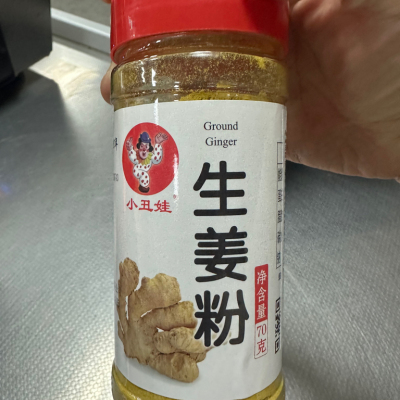 Ground
Ginger
小丑娃
生姜粉
净含量
70克